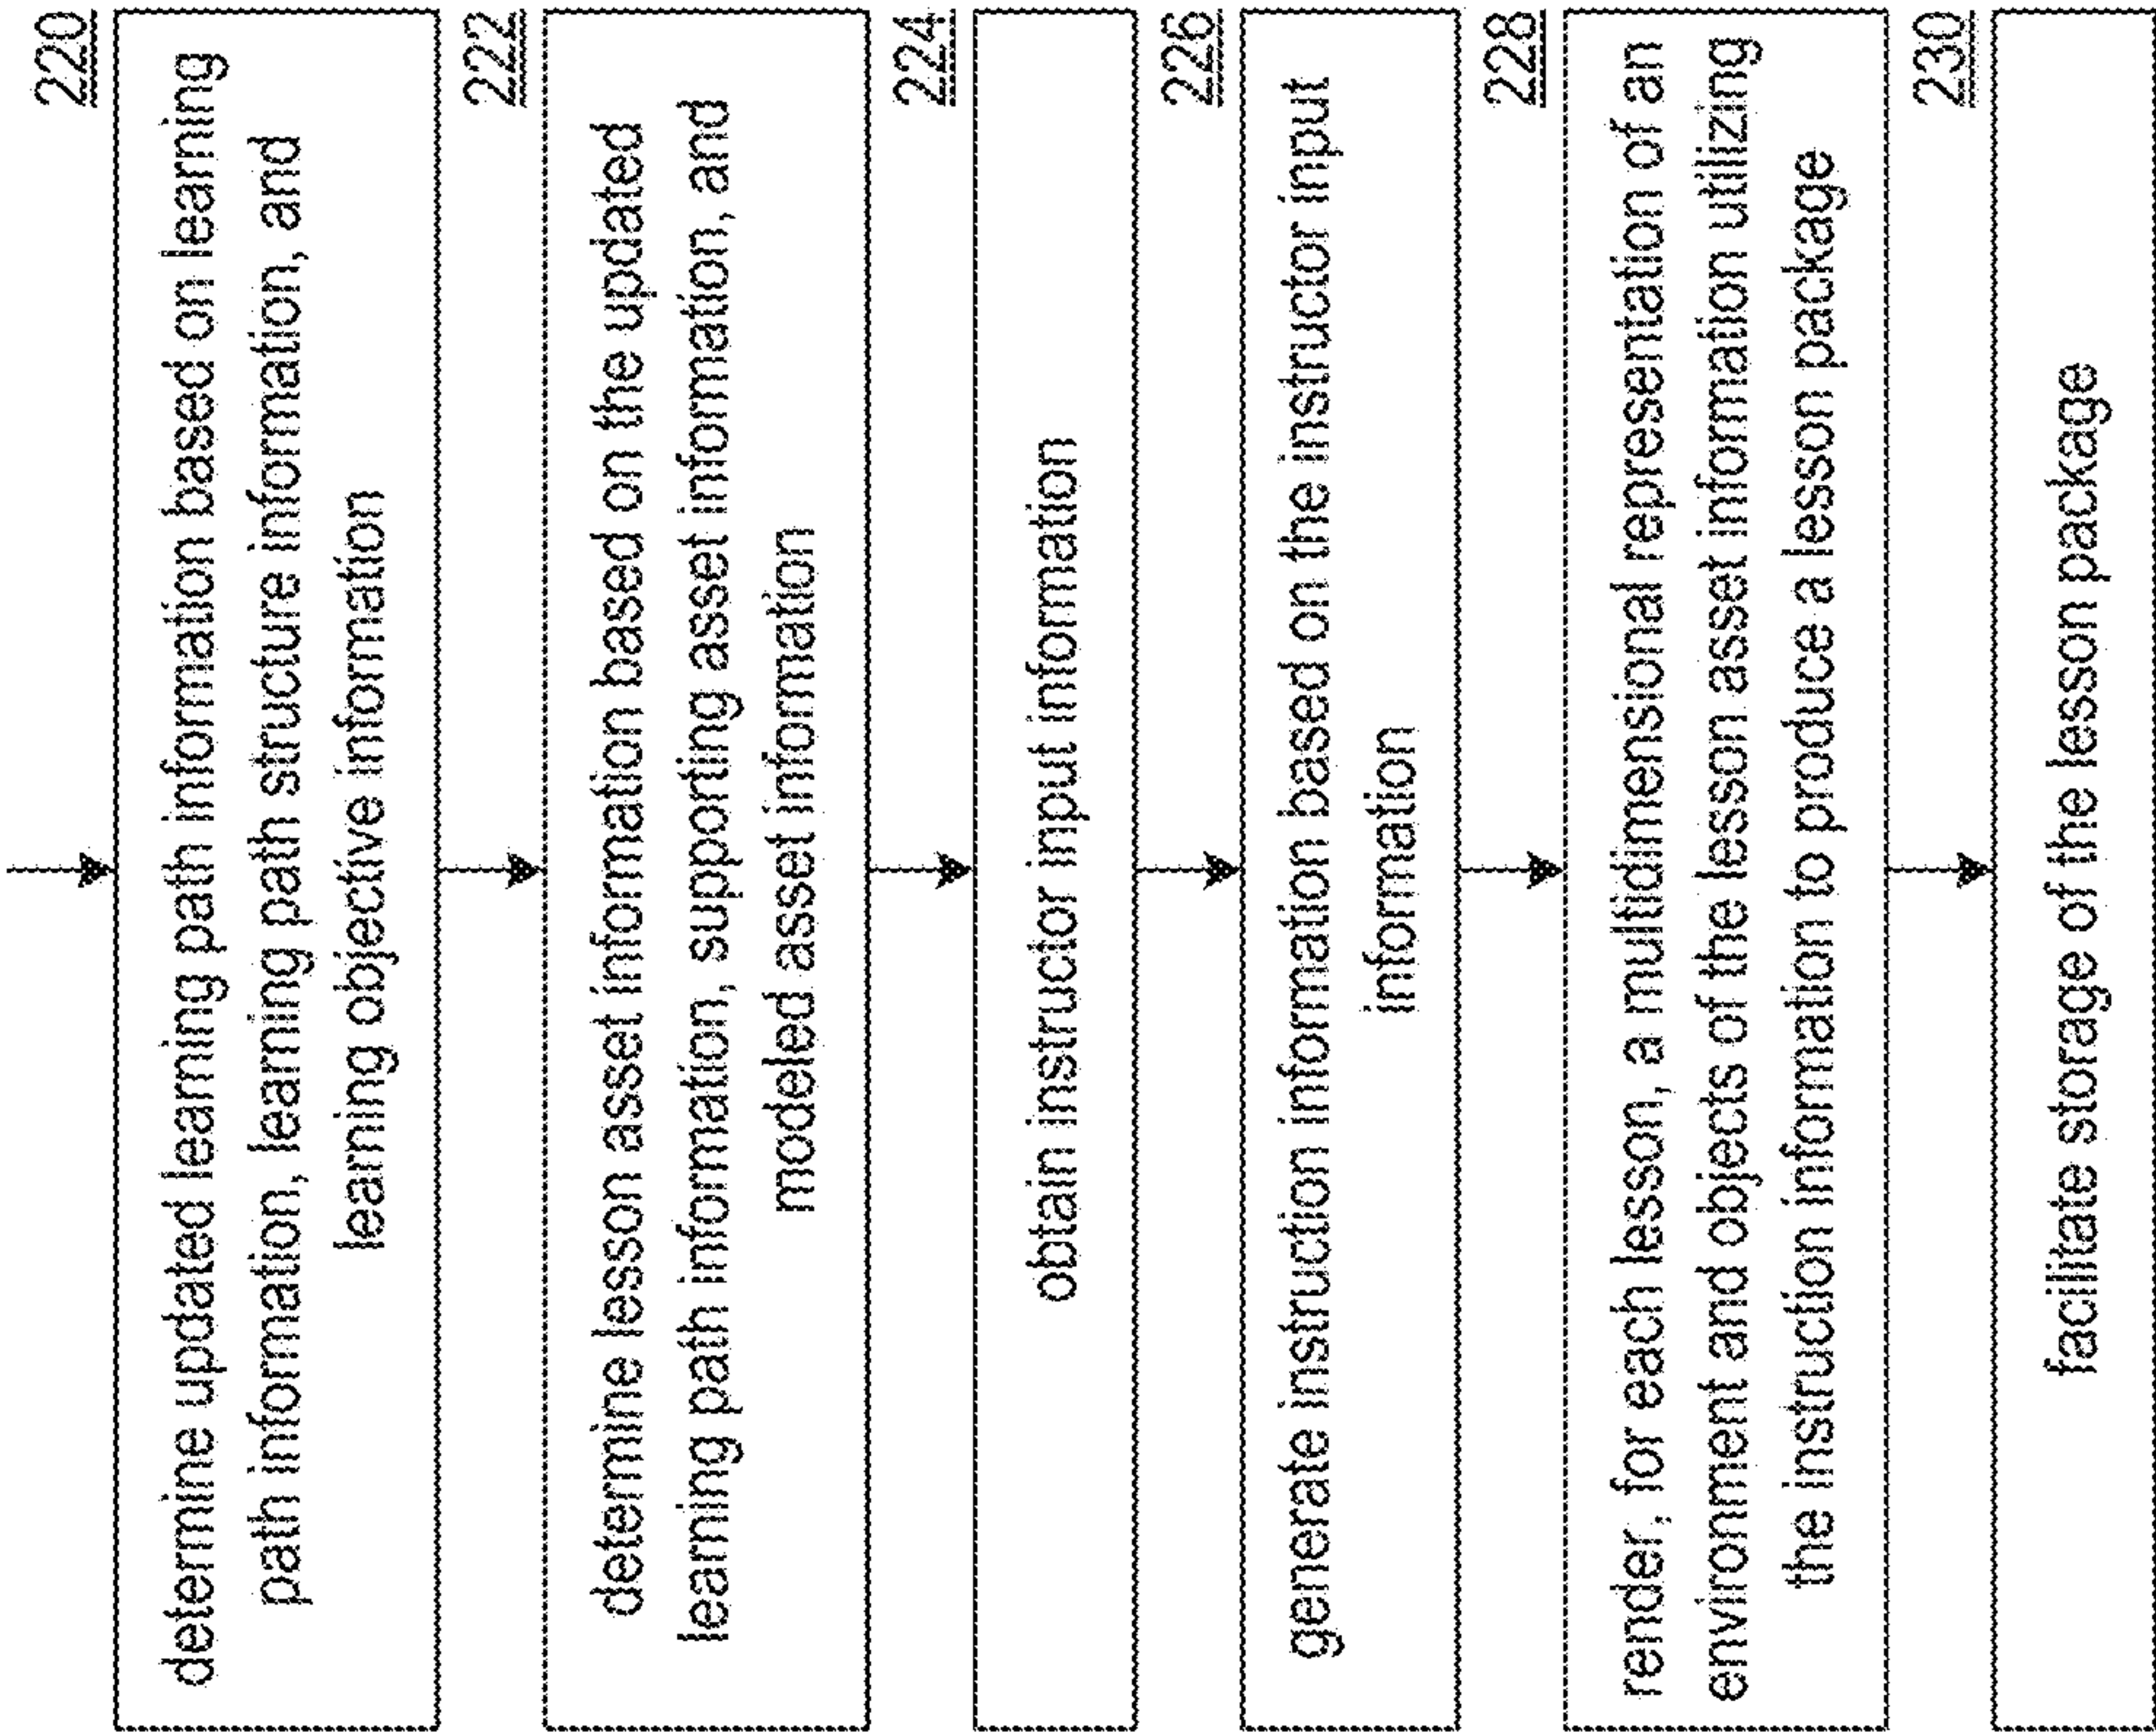 220
determine updated learning path information based on learning
path information, learning path structure information, and
learning objective information
222
determine lesson asset information based on the updated
learning path information, supporting asset information, and
modeled asset information
224
obtain instructor input information
226
generate instruction information based on the instructor input
information
228
render, for each lesson, a multidimensional representation of an
environment and objects of the lesson asset information utilizing
the instruction information to produce a lesson package
230
facilitate storage of the lesson package